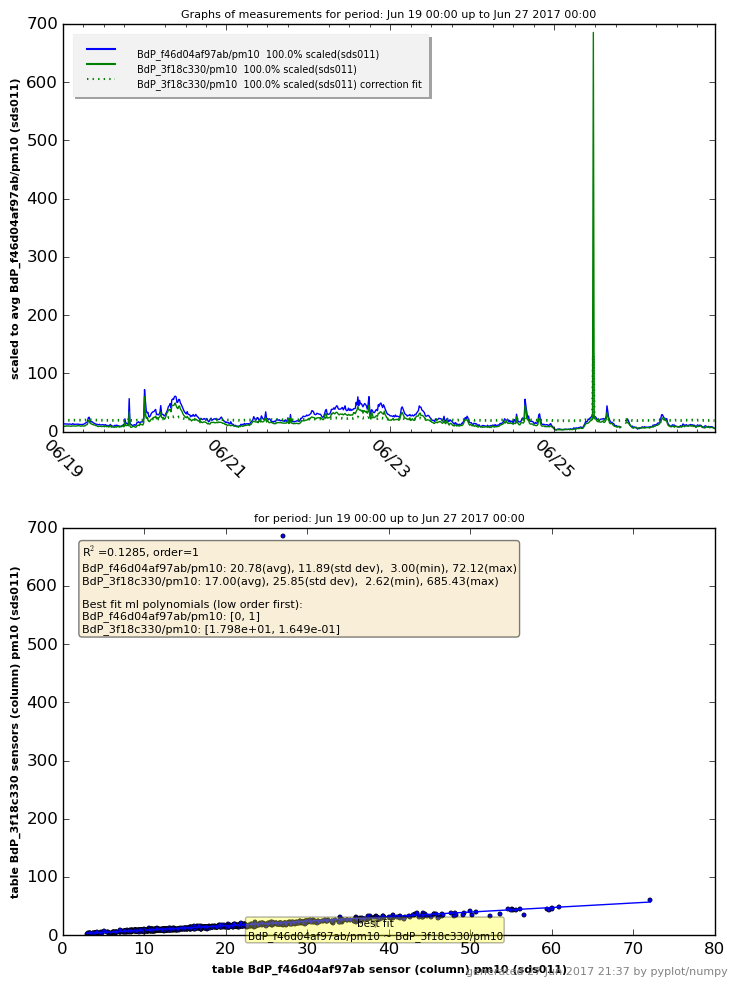 Graphs of measurements for period: Jun 19 00:00 up to Jun 27 2017 00:00
700
600
500
400
300
200
100
0
scaled to avg BdP_f46d04af97ab/pm10 (sds011)
BdP_f46d04af97ab/pm10 100.0% scaled(sds011)
BdP_3f18c330/pm10 100.0% scaled(sds011)
BdP_3f18c330/pm10 100.0% scaled(sds011) correction fit
06/19
06/21
06/23
06/25
for period: Jun 19 00:00 up to Jun 27 2017 00:00
700
600
500
400
300
200
100
0
table BdP_3f18c330 sensors (column) pm10 (sds011)
R² =0.1285, order=1
BdP_f46d04af97ab/pm10: 20.78(avg), 11.89(std dev), 3.00(min), 72.12(max)
BdP_3f18c330/pm10: 17.00(avg), 25.85(std dev), 2.62(min), 685.43(max)
Best fit ml polynomials (low order first):
BdP_f46d04af97ab/pm10: [0, 1]
BdP_3f18c330/pm10: [1.798e+01, 1.649e-01]
best fit
BdP_f46d04af97ab/pm10 - BdP_3f18c330/pm10
0
10
20
30
40
50
60
70
80
table BdP_f46d04af97ab sensor (column) pm10 (sds011)
generated 27 Jun 2017 21:37 by pyplot/numpy